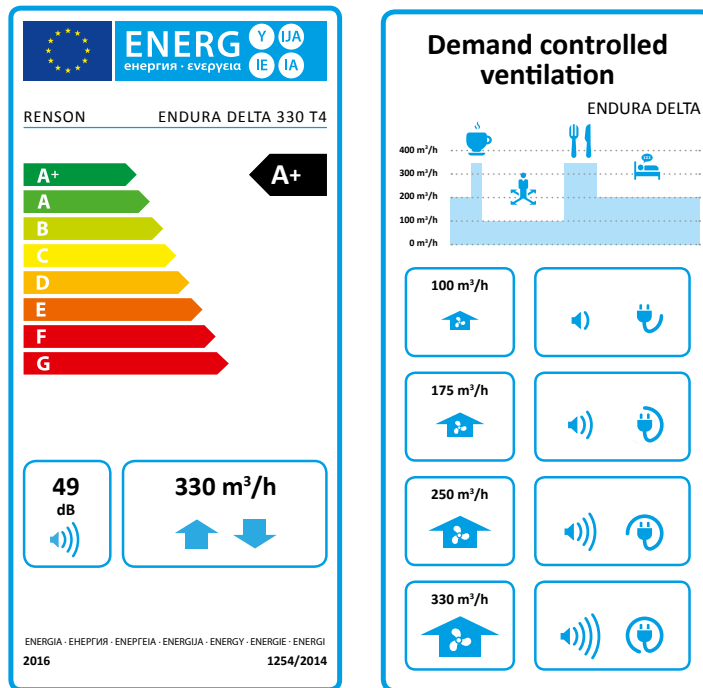 ENERG
енергия · ενεργεια
Y
IJA
IE
IA
RENSON
ENDURA DELTA 330 T4
A+
A+
A
B
C
D
E
F
G
49
dB
330 m³/h
ENERGIA · ЕНЕРГИЯ · ΕΝΕΡΓΕΙΑ · ENERGIJA · ENERGY · ENERGIE · ENERGI
2016
1254/2014
Demand controlled
ventilation
ENDURA DELTA
400 m³/h
300 m³/h
200 m³/h
100 m³/h
0 m³/h
100 m³/h
175 m³/h
250 m³/h
330 m³/h